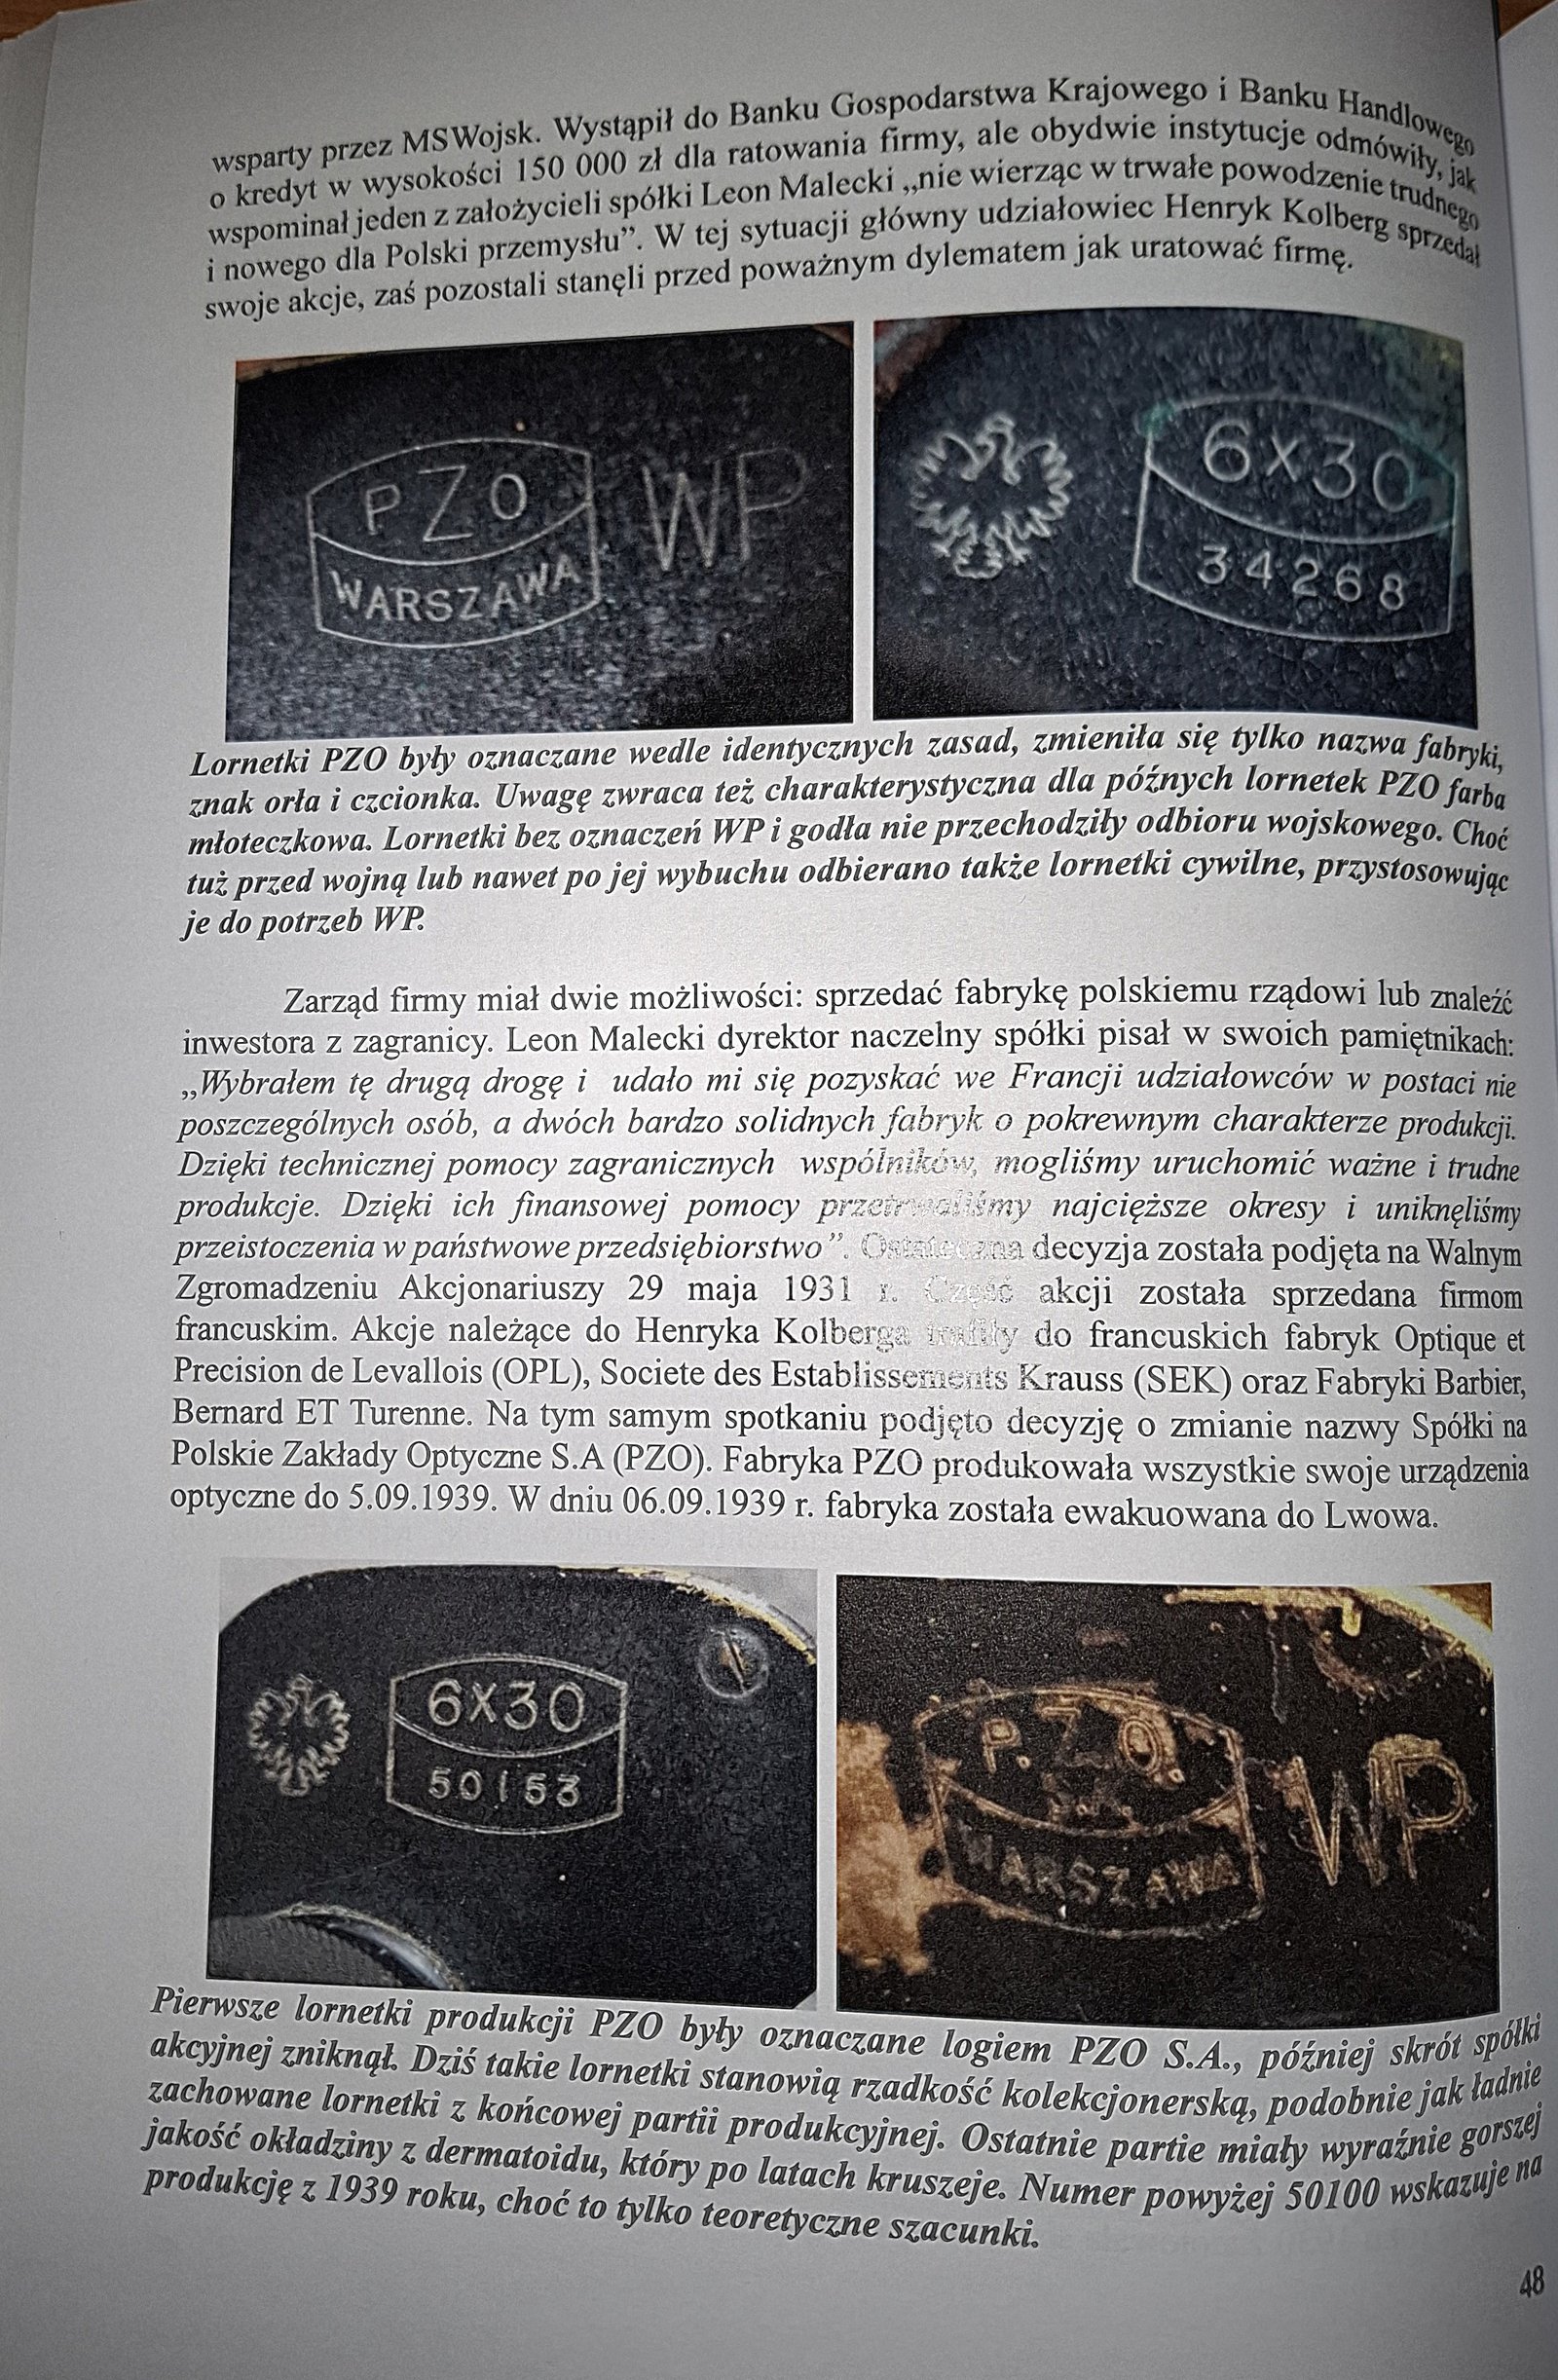 wsparty przez MSWojsk. Wystąpił do Banku Gospodarstwa Krajowego i Banku Handlowego
o kredyt w wysokości 150 000 zł dla ratowania firmy, ale obydwie instytucje odmówiły, jak
wspominał jeden z założycieli spółki Leon Malecki „nie wierząc w trwałe powodzenie trudnego
i nowego dla Polski przemysłu”. W tej sytuacji główny udziałowiec Henryk Kolberg sprzedał
swoje akcje, zaś pozostali stanęli przed poważnym dylematem jak uratować firmę.
PZO
WARSZAWA
WP
6x30
34268
Lornetki PZO były oznaczane wedle identycznych zasad, zmieniła się tylko nazwa fabryki,
znak orła i czcionka. Uwagę zwraca też charakterystyczna dla późnych lornetek PZO farba
młoteczkowa. Lornetki bez oznaczeń WP i godła nie przechodziły odbioru wojskowego. Choć
tuż przed wojną lub nawet po jej wybuchu odbierano także lornetki cywilne, przystosowując
je do potrzeb WP.
Zarząd firmy miał dwie możliwości: sprzedać fabrykę polskiemu rządowi lub znaleźć
inwestora z zagranicy. Leon Malecki dyrektor naczelny spółki pisał w swoich pamiętnikach:
„Wybrałem tę drugą drogę i udało mi się pozyskać we Francji udziałowców w postaci nie
poszczególnych osób, a dwóch bardzo solidnych fabryk o pokrewnym charakterze produkcji.
Dzięki technicznej pomocy zagranicznych wspólników, mogliśmy uruchomić ważne i trudne
produkcje. Dzięki ich finansowej pomocy przetrwaliśmy najcięższe okresy i uniknęliśmy
przeistoczenia w państwowe przedsiębiorstwo”. Ostateczna decyzja została podjęta na Walnym
Zgromadzeniu Akcjonariuszy 29 maja 1931 r. Część akcji została sprzedana firmom
francuskim. Akcje należące do Henryka Kolberga trafiły do francuskich fabryk Optique et
Precision de Levallois (OPL), Societe des Establissements Krauss (SEK) oraz Fabryki Barbier,
Bernard ET Turenne. Na tym samym spotkaniu podjęto decyzję o zmianie nazwy Spółki na
Polskie Zakłady Optyczne S.A (PZO). Fabryka PZO produkowała wszystkie swoje urządzenia
optyczne do 5.09.1939. W dniu 06.09.1939 r. fabryka została ewakuowana do Lwowa.
6X30
50153
P.Z.O.
S.A.
WARSZAWA
WP
Pierwsze lornetki produkcji PZO były oznaczane logiem PZO S.A., później skrót spółki
akcyjnej zniknął. Dziś takie lornetki stanowią rzadkość kolekcjonerską, podobnie jak ładnie
zachowane lornetki z końcowej partii produkcyjnej. Ostatnie partie miały wyraźnie gorszej
jakość okładziny z dermatoidu, który po latach kruszeje. Numer powyżej 50100 wskazuje na
produkcję z 1939 roku, choć to tylko teoretyczne szacunki.
48